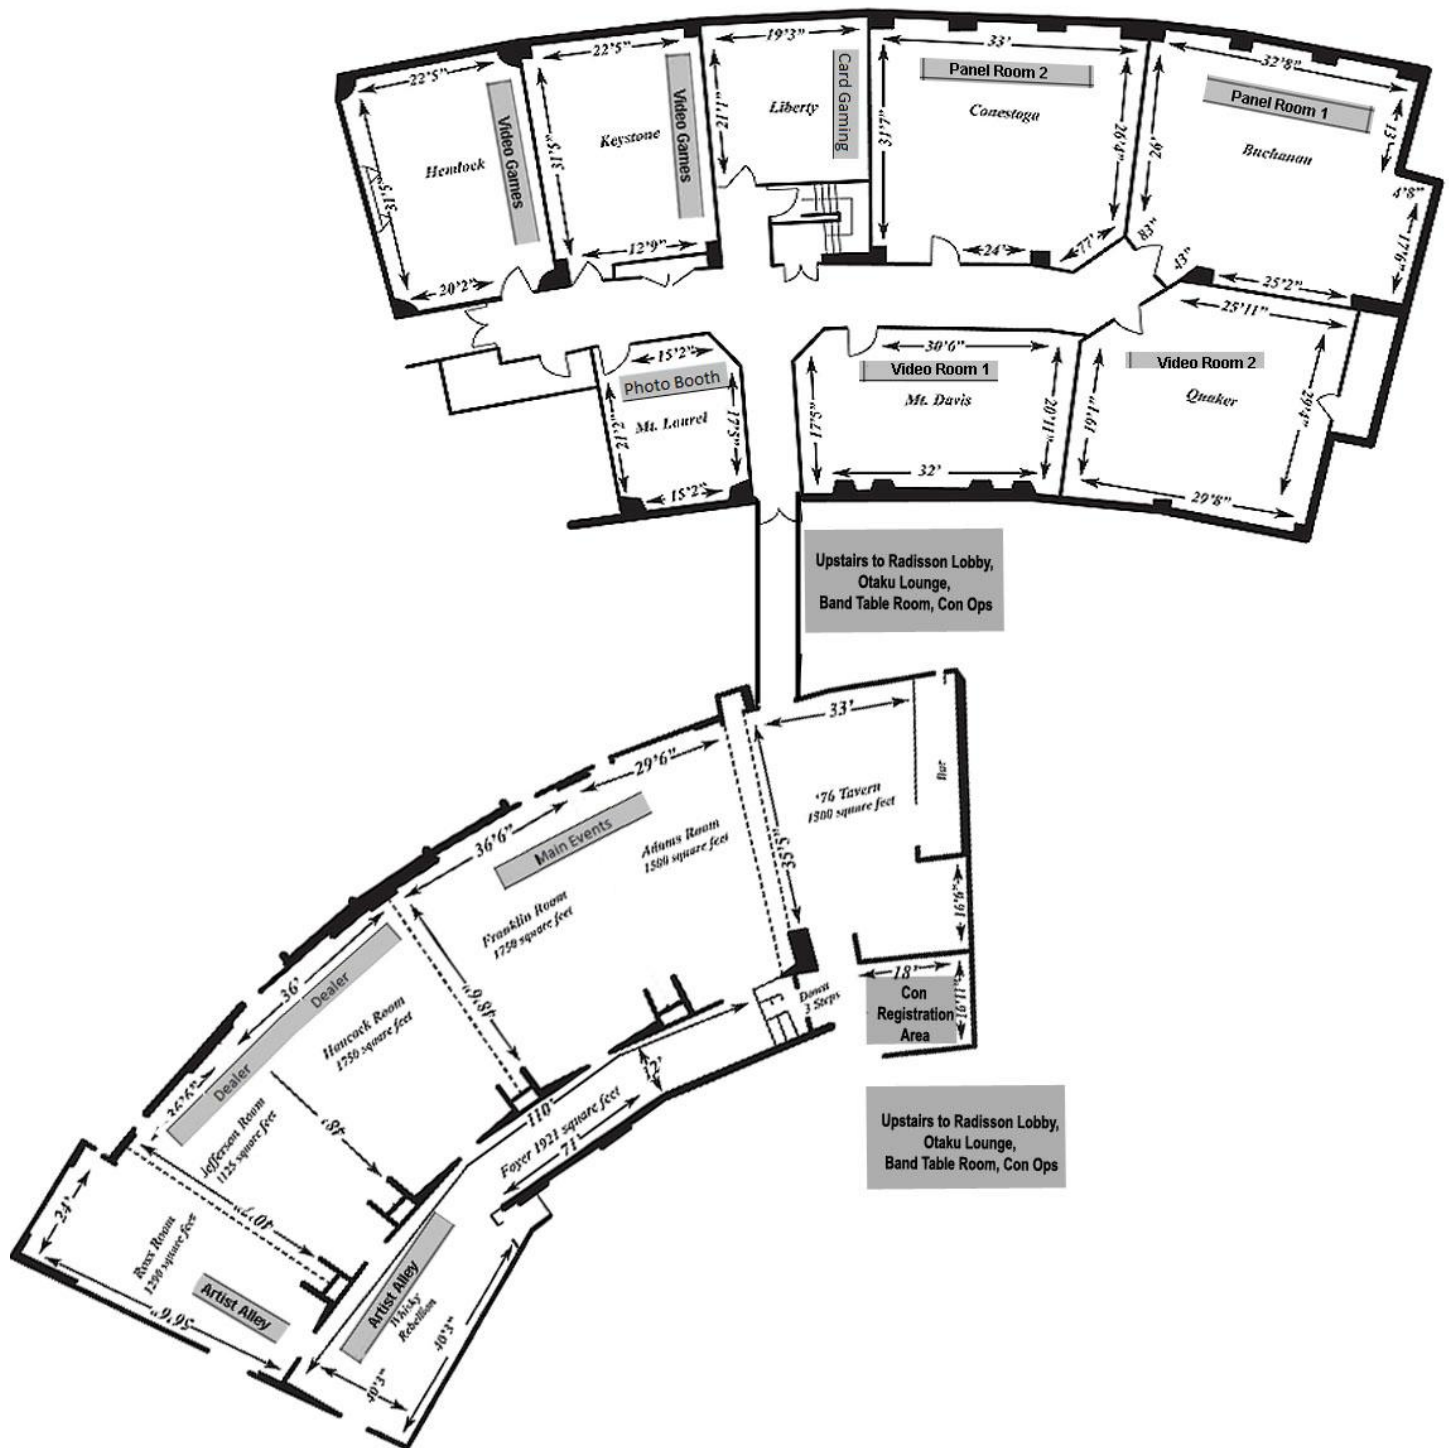 22'5"
22'5"
19'3"
33'
32'8"
Panel Room 2
Panel Room 1
Card Gaming
Video Games
Video Games
Hemlock
Keystone
Liberty
Conestoga
Buchanan
31'5"
31'5"
21'1"
31'7"
26'4"
26'
13'
4'8"
17'6"
20'2"
12'9"
24'
77'
83"
43"
25'2"
25'11"
15'2"
Photo Booth
Mt. Laurel
21'2"
17'5"
15'2"
30'6"
Video Room 1
Mt. Davis
17'5"
20'11"
32'
Video Room 2
Quaker
19'1"
29'4"
29'8"
Upstairs to Radisson Lobby,
Otaku Lounge,
Band Table Room, Con Ops
33'
Bar
'76 Tavern
1800 square feet
35'5"
16'9"
18'
Con
Registration
Area
Down
3 Steps
29'6"
36'6"
Main Events
Adams Room
1500 square feet
Franklin Room
1750 square feet
48'6"
36'
Dealer
Hancock Room
1750 square feet
12'
110'
Foyer 1921 square feet
71'
Upstairs to Radisson Lobby,
Otaku Lounge,
Band Table Room, Con Ops
Dealer
Jefferson Room
1125 square feet
48'
40'7"
24'
Ross Room
1200 square feet
Artist Alley
56'6"
Artist Alley
Whisky
Rebellion
40'3"
40'3"